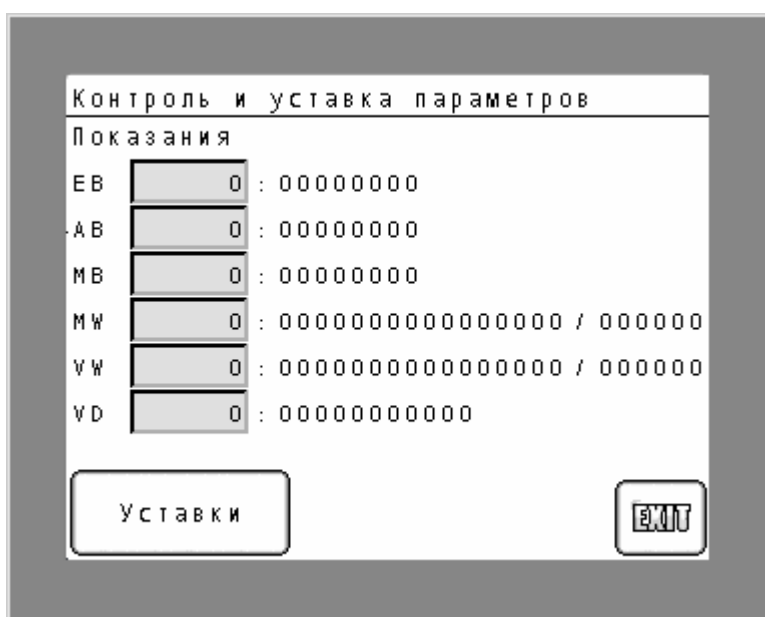 Контроль и уставка параметров
Показания
EB 0 : 00000000
AB 0 : 00000000
MB 0 : 00000000
MW 0 : 0000000000000000 / 000000
VW 0 : 0000000000000000 / 000000
VD 0 : 00000000000
Уставки EXIT